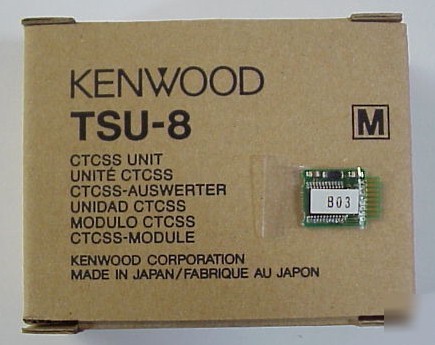 KENWOOD
TSU-8
M
CTCSS UNIT
UNITÉ CTCSS
CTCSS-AUSWERTER
UNIDAD CTCSS
MODULO CTCSS
CTCSS-MODULE
803
KENWOOD CORPORATION
MADE IN JAPAN/FABRIQUE AU JAPON